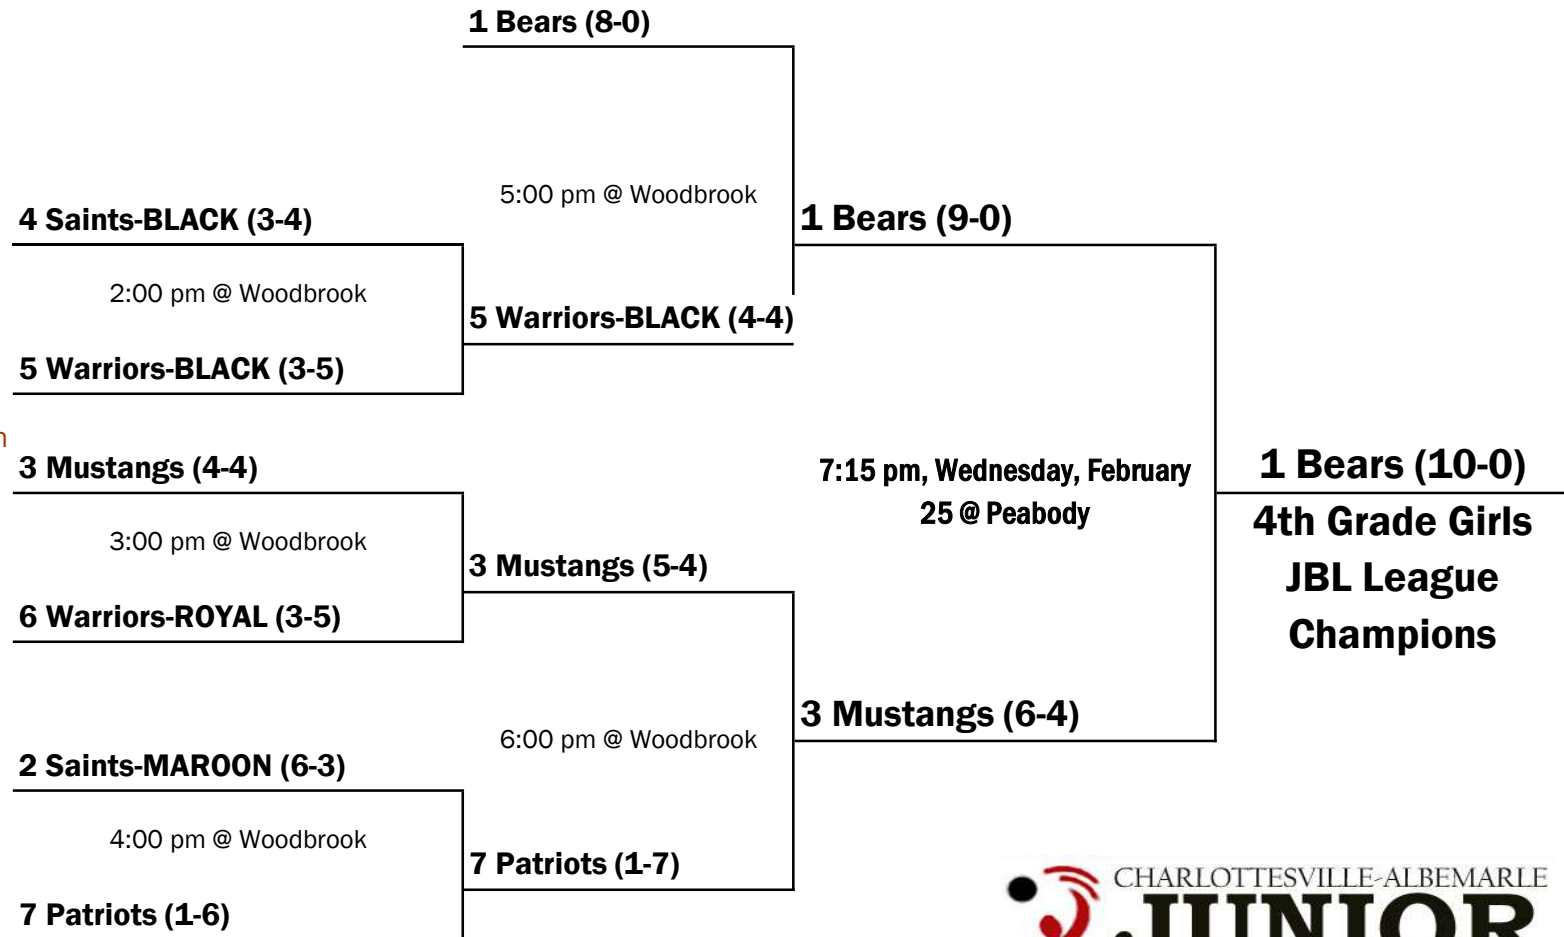 1 Bears (8-0)
5:00 pm @ Woodbrook
4 Saints-BLACK (3-4)
1 Bears (9-0)
2:00 pm @ Woodbrook
5 Warriors-BLACK (4-4)
5 Warriors-BLACK (3-5)
3 Mustangs (4-4)
7:15 pm, Wednesday, February
25 @ Peabody
1 Bears (10-0)
4th Grade Girls
JBL League
Champions
3:00 pm @ Woodbrook
3 Mustangs (5-4)
6 Warriors-ROYAL (3-5)
3 Mustangs (6-4)
6:00 pm @ Woodbrook
2 Saints-MAROON (6-3)
4:00 pm @ Woodbrook
7 Patriots (1-7)
7 Patriots (1-6)
CHARLOTTESVILLE-ALBEMARLE
JUNIOR